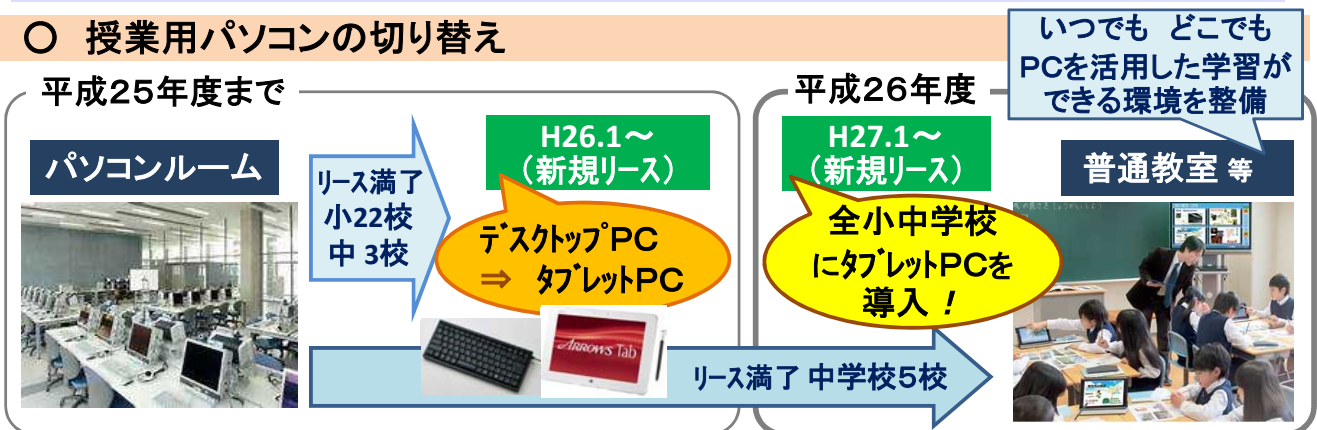 ○ 授業用パソコンの切り替え
いつでも どこでも
PCを活用した学習が
できる環境を整備
平成25年度まで
平成26年度
パソコンルーム
リース満了
小22校
中 3校
H26.1～
(新規リース)
デスクトップPC
⇒ タブレットPC
ARROWS Tab
H27.1～
(新規リース)
全小中学校
にタブレットPCを
導入！
普通教室 等
リース満了 中学校5校